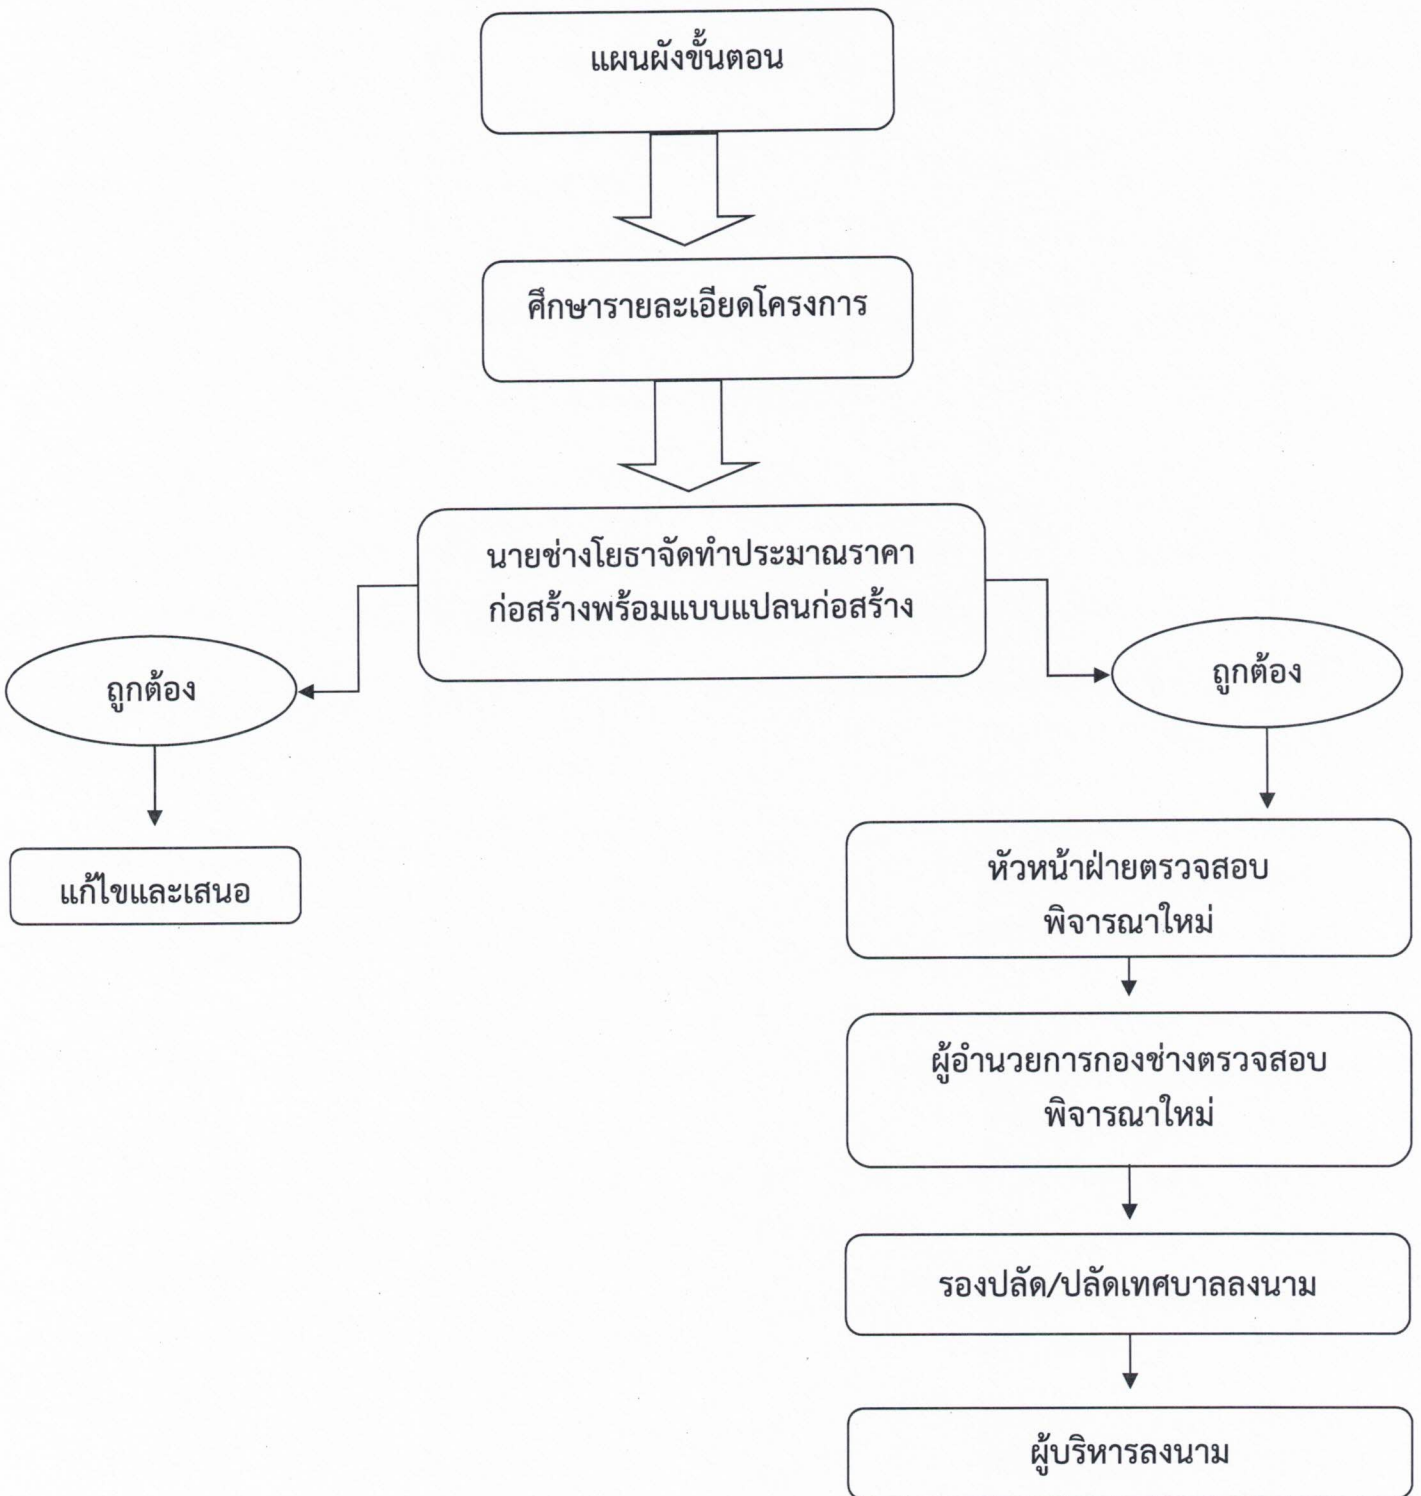 แผนผังขั้นตอน
ศึกษารายละเอียดโครงการ
นายช่างโยธาจัดทำประมาณราคา
ก่อสร้างพร้อมแบบแปลนก่อสร้าง
ถูกต้อง
ถูกต้อง
แก้ไขและเสนอ
หัวหน้าฝ่ายตรวจสอบ
พิจารณาใหม่
ผู้อำนวยการกองช่างตรวจสอบ
พิจารณาใหม่
รองปลัด/ปลัดเทศบาลลงนาม
ผู้บริหารลงนาม